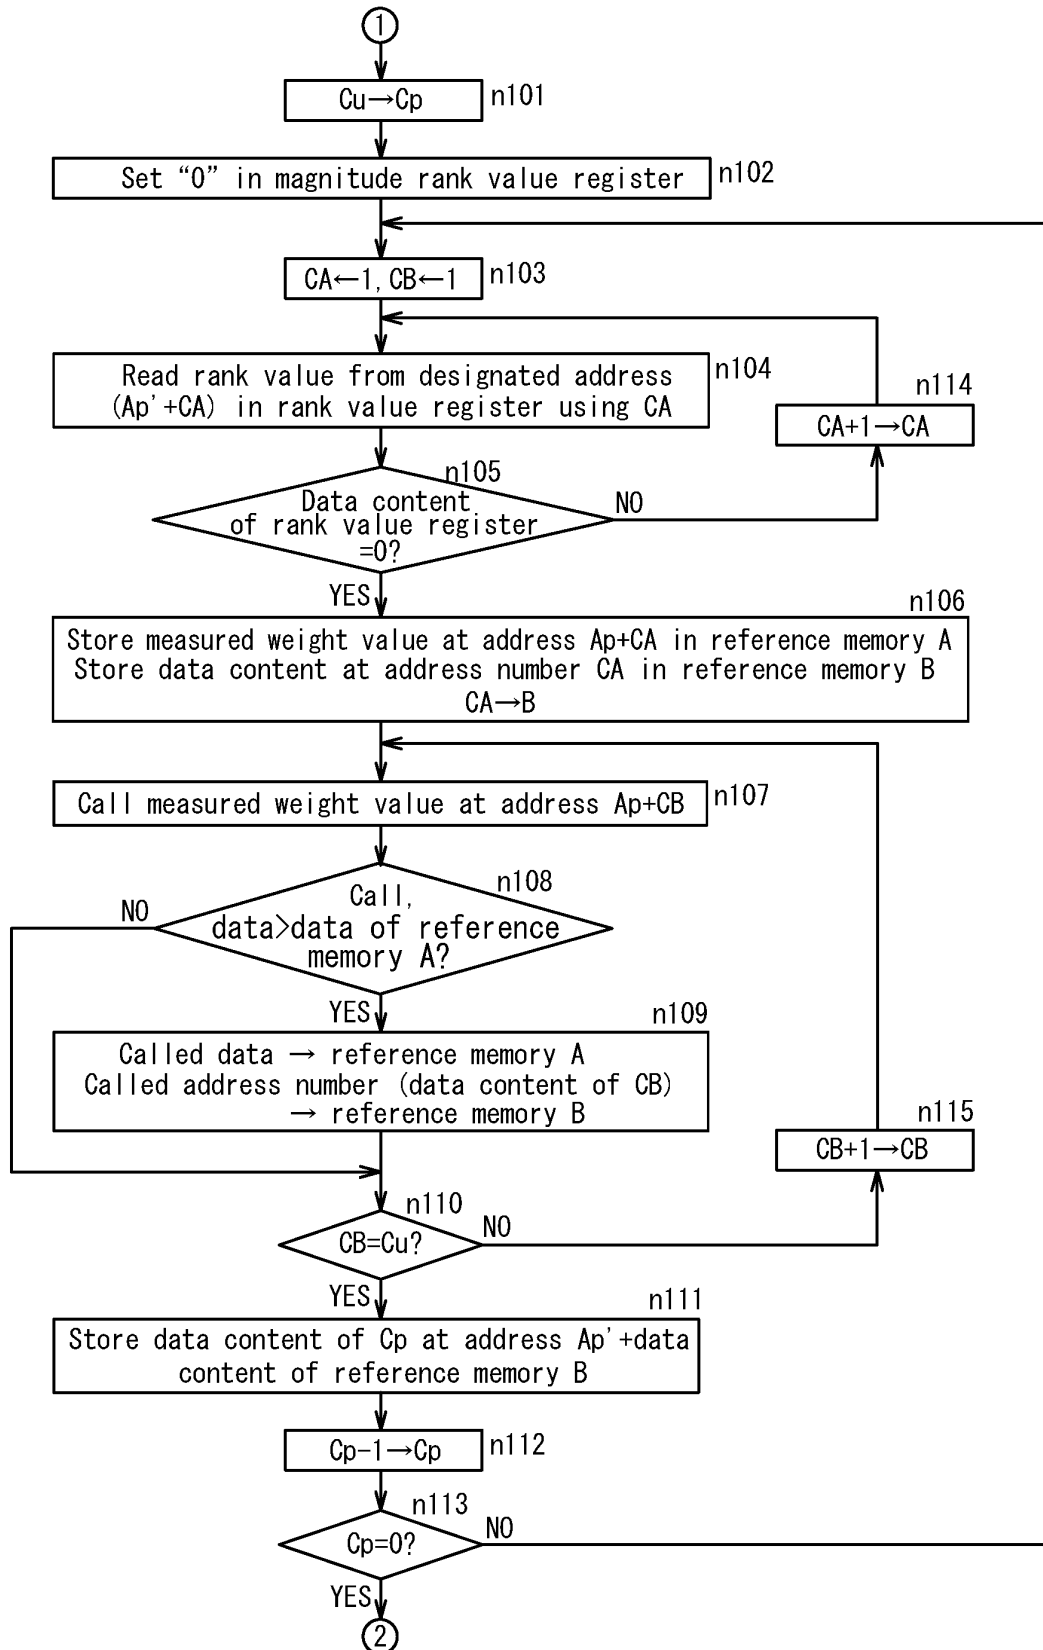 1
Cu→Cp
n101
Set “0” in magnitude rank value register
n102
CA←1, CB←1
n103
Read rank value from designated address
(Ap'+CA) in rank value register using CA
n104
n114
CA+1→CA
n105
Data content
of rank value register
=0?
NO
YES
n106
Store measured weight value at address Ap+CA in reference memory A
Store data content at address number CA in reference memory B
CA→B
Call measured weight value at address Ap+CB
n107
n108
Call,
data>data of reference
memory A?
NO
YES
n109
Called data → reference memory A
Called address number (data content of CB)
→ reference memory B
n115
CB+1→CB
n110
CB=Cu?
NO
YES
n111
Store data content of Cp at address Ap'+data
content of reference memory B
Cp-1→Cp
n112
n113
Cp=0?
NO
YES
2